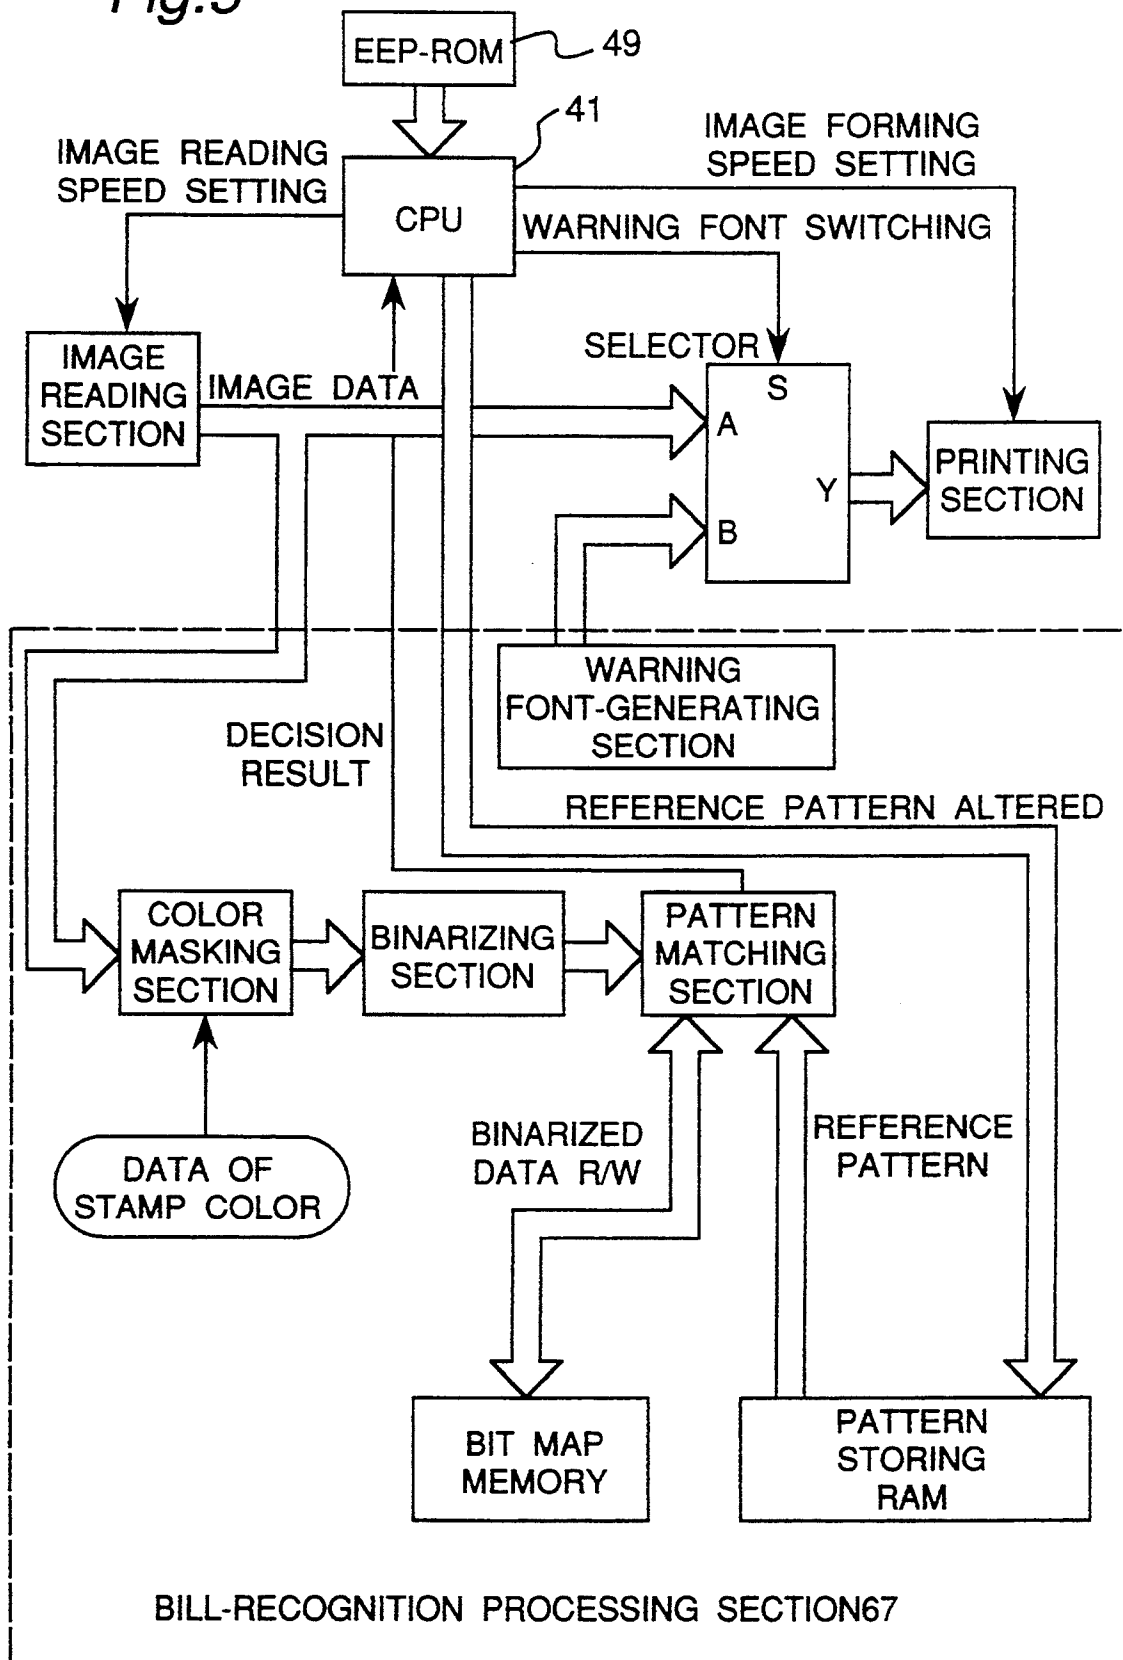 EEP-ROM
49
41
IMAGE READING
SPEED SETTING
IMAGE FORMING
SPEED SETTING
CPU
WARNING FONT SWITCHING
SELECTOR
IMAGE
READING
SECTION
IMAGE DATA
S
A
B
Y
PRINTING
SECTION
WARNING
FONT-GENERATING
SECTION
DECISION
RESULT
REFERENCE PATTERN ALTERED
COLOR
MASKING
SECTION
BINARIZING
SECTION
PATTERN
MATCHING
SECTION
DATA OF
STAMP COLOR
BINARIZED
DATA R/W
REFERENCE
PATTERN
BIT MAP
MEMORY
PATTERN
STORING
RAM
BILL-RECOGNITION PROCESSING SECTION67